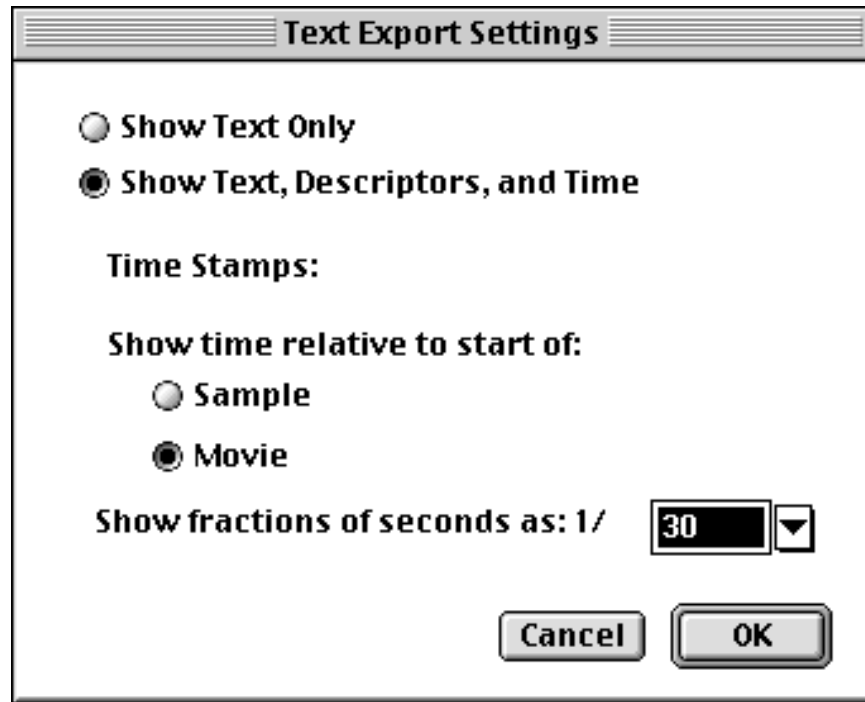 Text Export Settings
Show Text Only
Show Text, Descriptors, and Time
Time Stamps:
Show time relative to start of:
Sample
Movie
Show fractions of seconds as: 1/ 30
Cancel OK